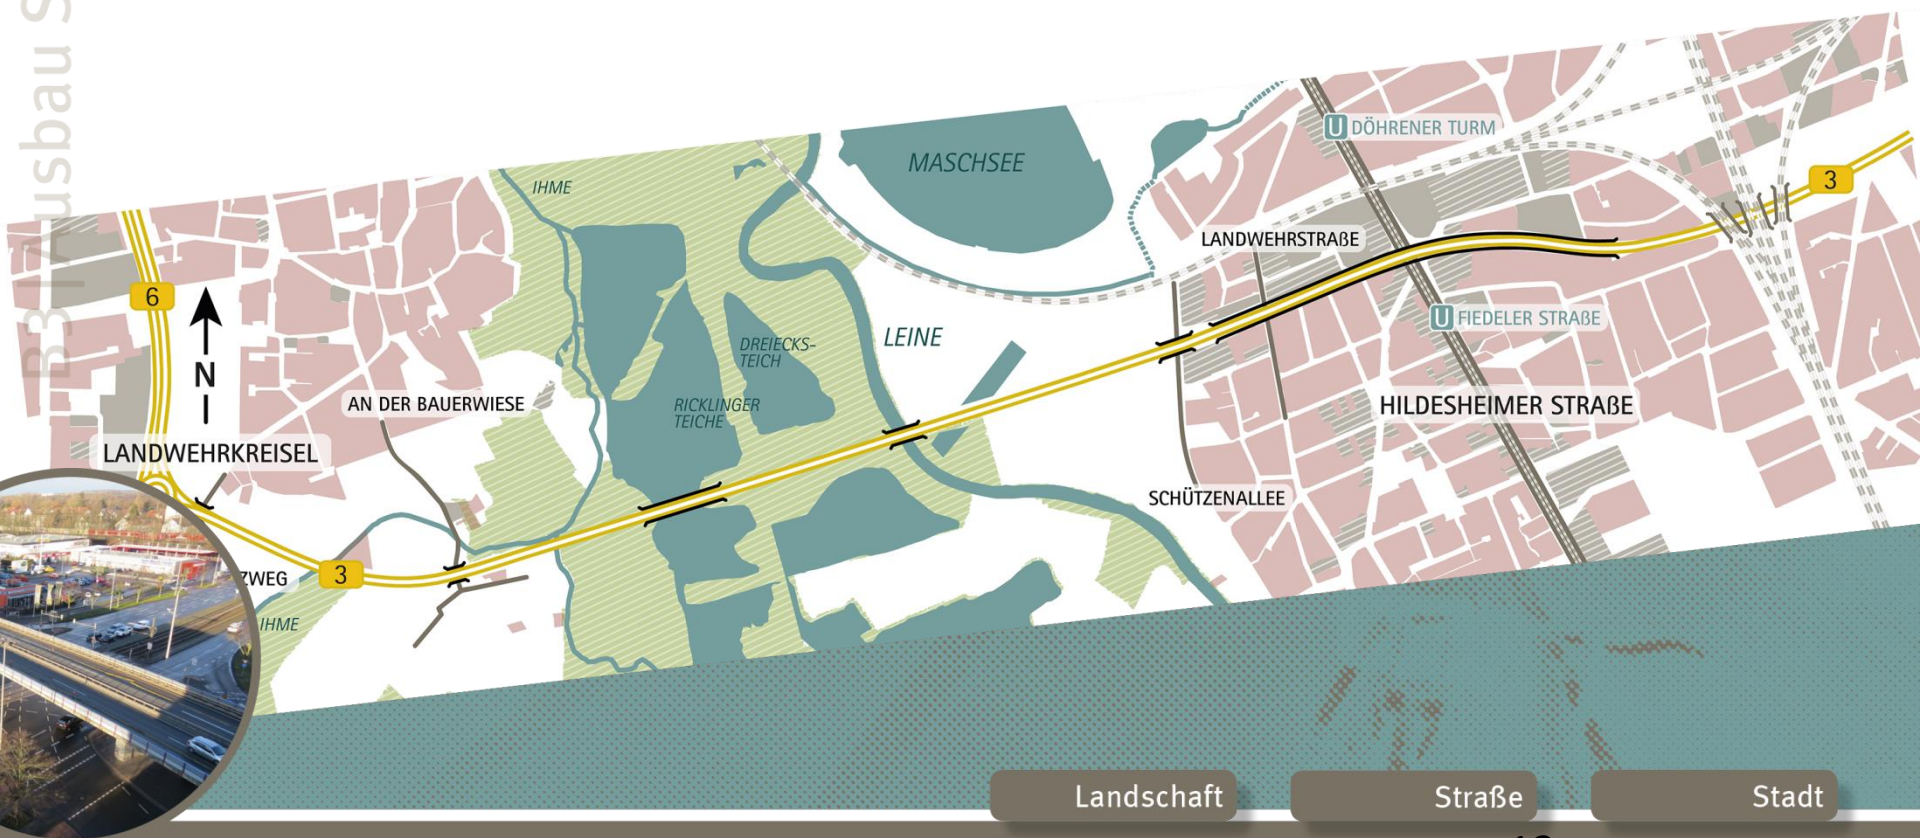 B3 Ausbau S
IHME
MASCHSEE
U DÖHRENER TURM
3
LANDWEHRSTRAßE
6
N
LEINE
U FIEDELER STRAßE
DREIECKS-
TEICH
AN DER BAUERWIESE
RICKLINGER
TEICHE
HILDESHEIMER STRAßE
LANDWEHRKREISEL
SCHÜTZENALLEE
ZWEG
3
IHME
Landschaft
Straße
Stadt